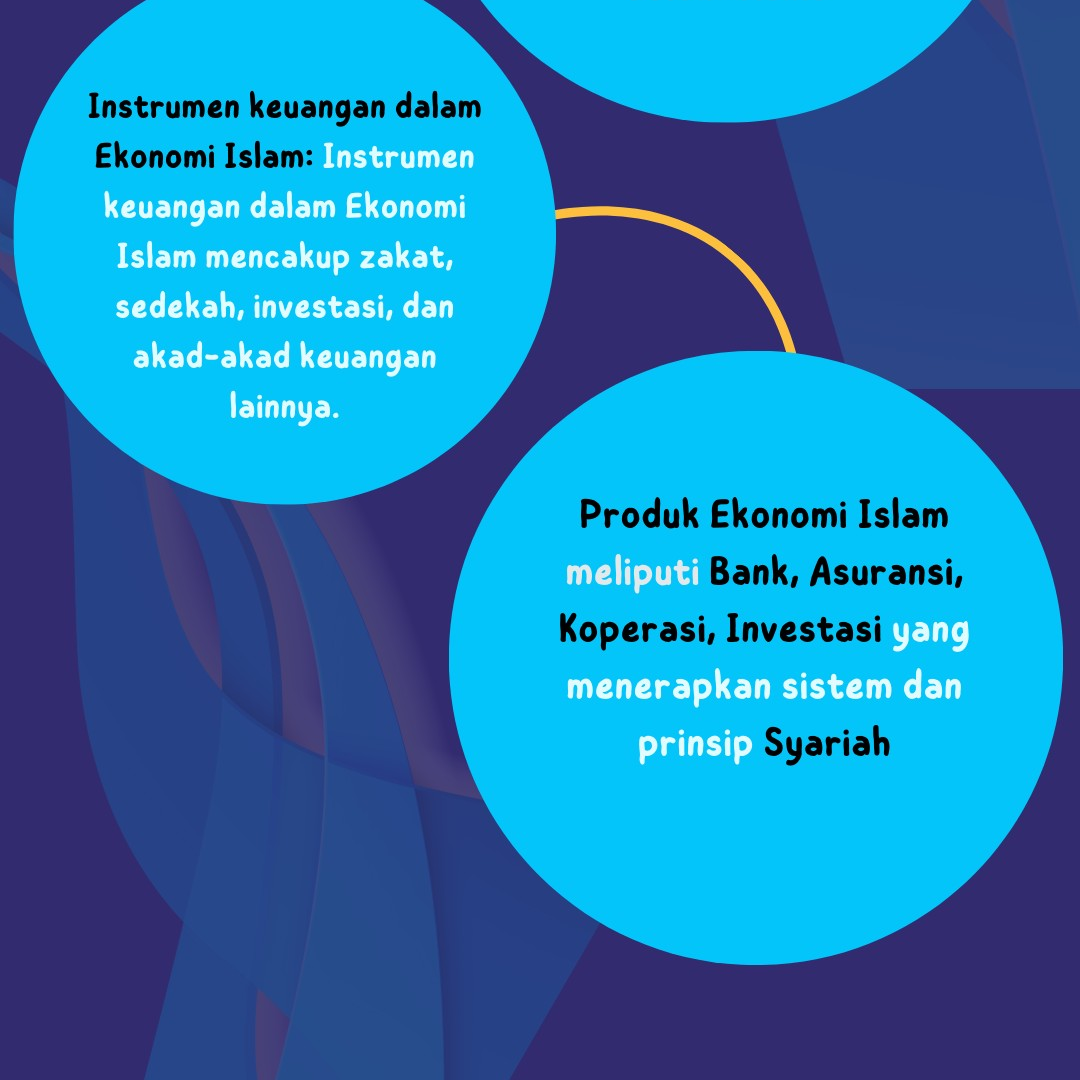 Instrumen keuangan dalam
Ekonomi Islam: Instrumen
keuangan dalam Ekonomi
Islam mencakup zakat,
sedekah, investasi, dan
akad-akad keuangan
lainnya.
Produk Ekonomi Islam
meliputi Bank, Asuransi,
Koperasi, Investasi yang
menerapkan sistem dan
prinsip Syariah